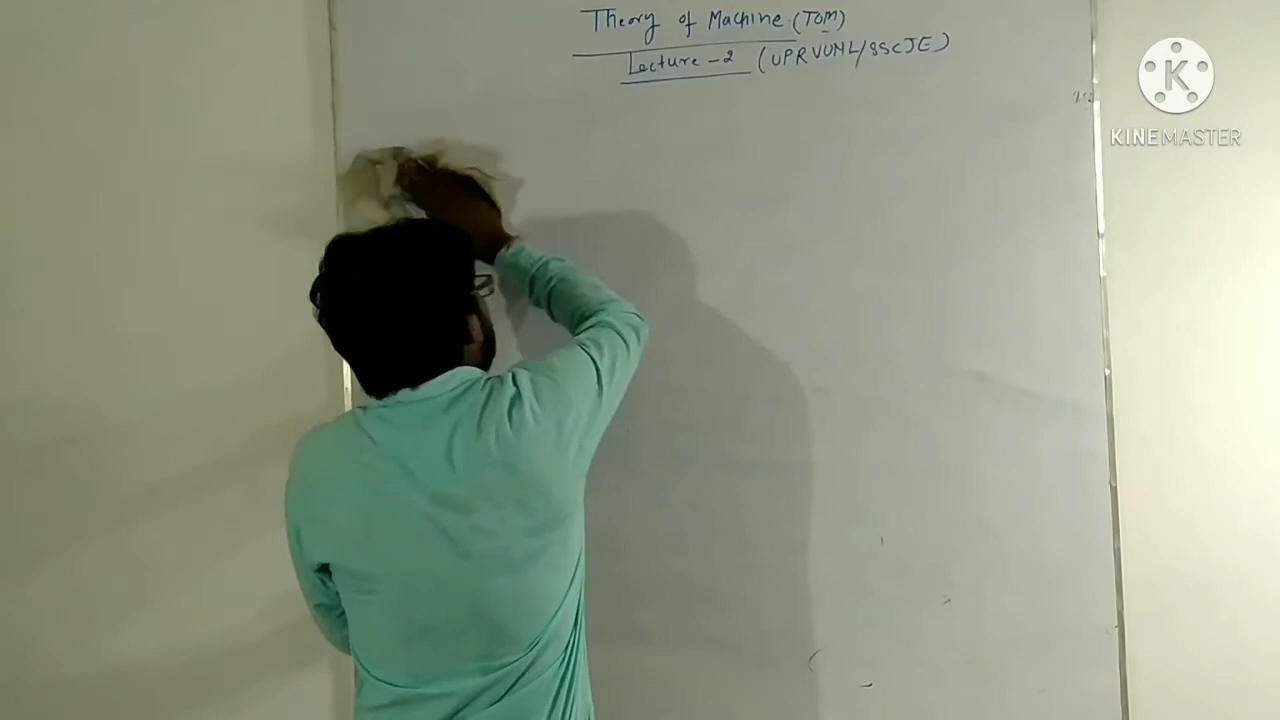 Theory of Machine (TOM)
Lecture - 2 (UPRVUNL/SSCJE)
K
KINEMASTER